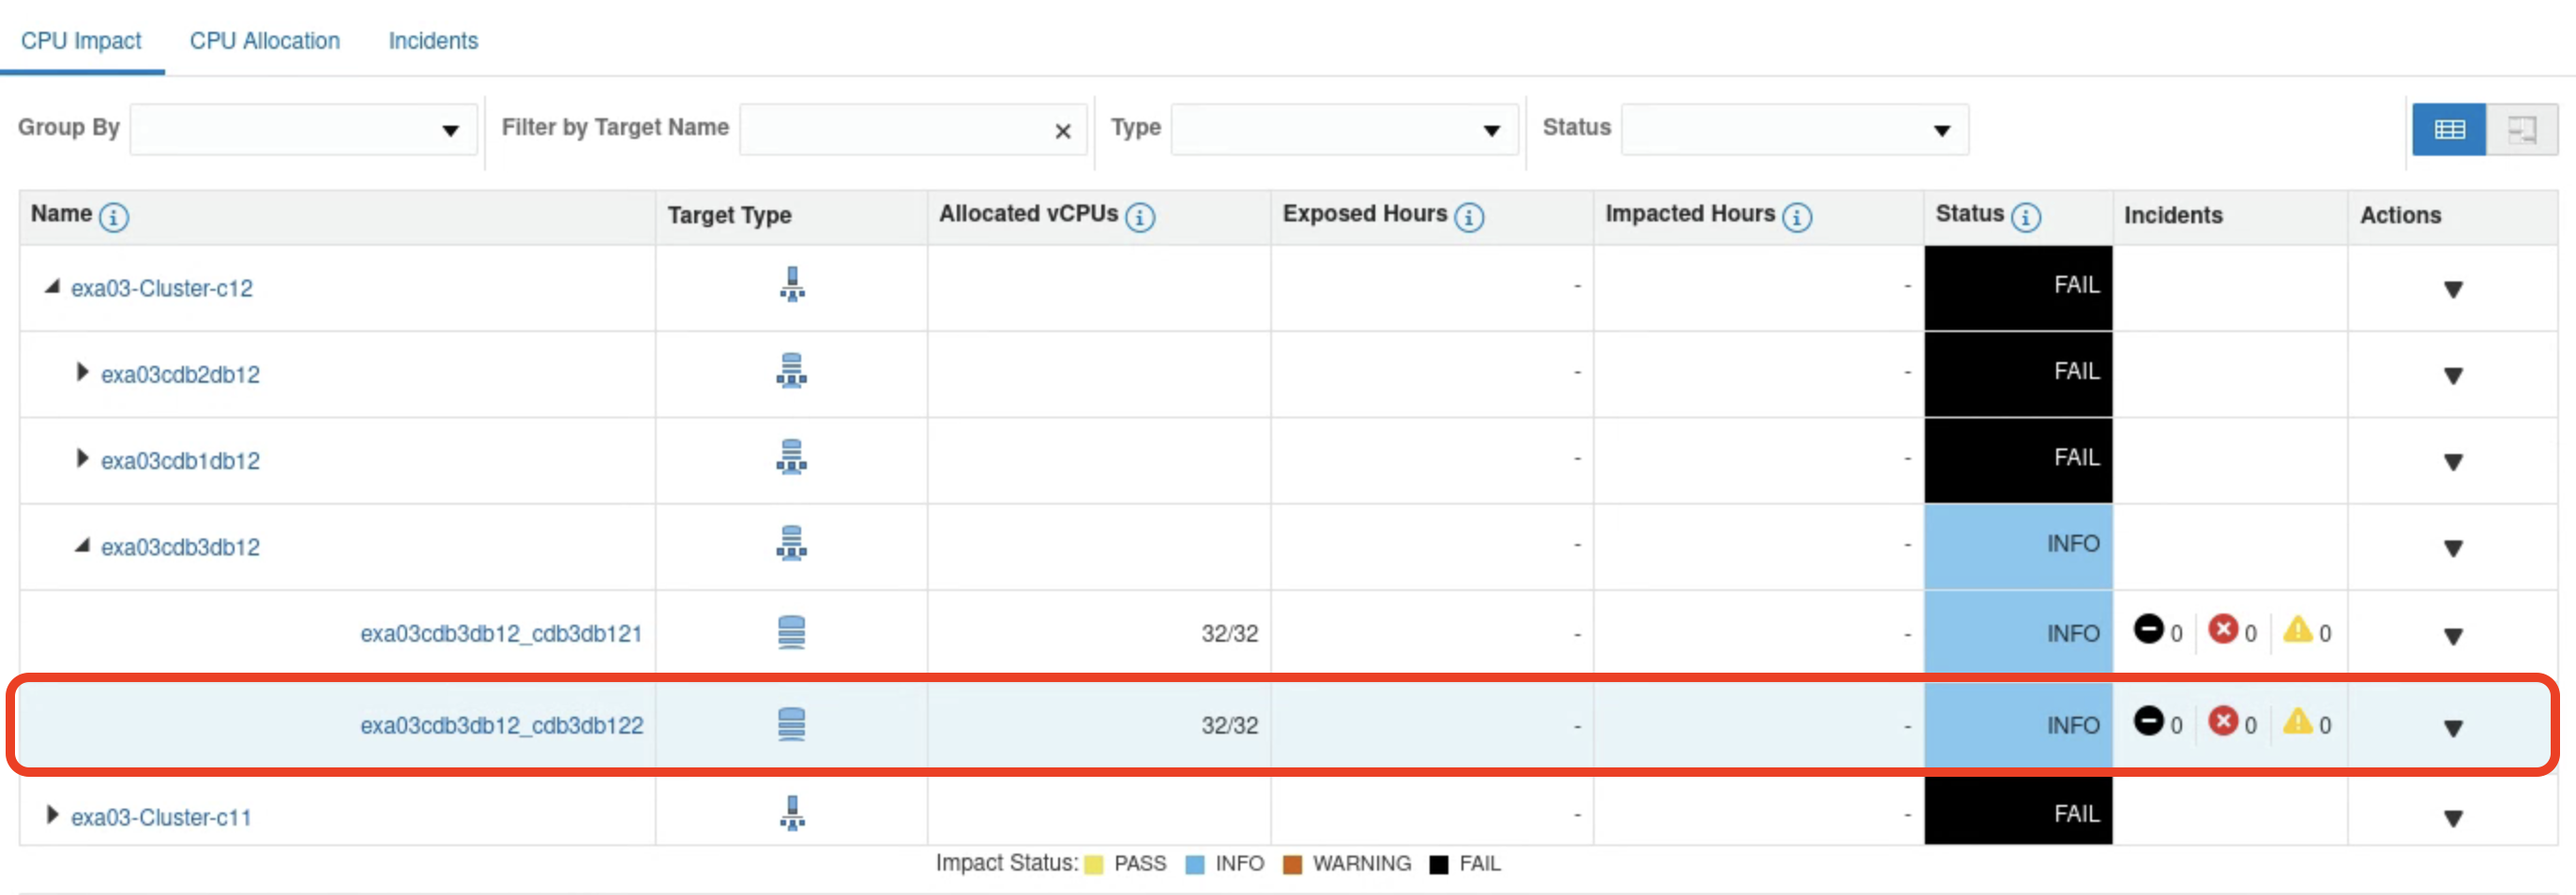 CPU Impact CPU Allocation Incidents
Group By Filter by Target Name Type Status
Name Target Type Allocated vCPUs Exposed Hours Impacted Hours Status Incidents Actions
exa03-Cluster-c12 - - FAIL
exa03cdb2db12 - - FAIL
exa03cdb1db12 - - FAIL
exa03cdb3db12 - - INFO
exa03cdb3db12_cdb3db121 32/32 - - INFO 0 0 0
exa03cdb3db12_cdb3db122 32/32 - - INFO 0 0 0
exa03-Cluster-c11 - - FAIL
Impact Status: PASS INFO WARNING FAIL